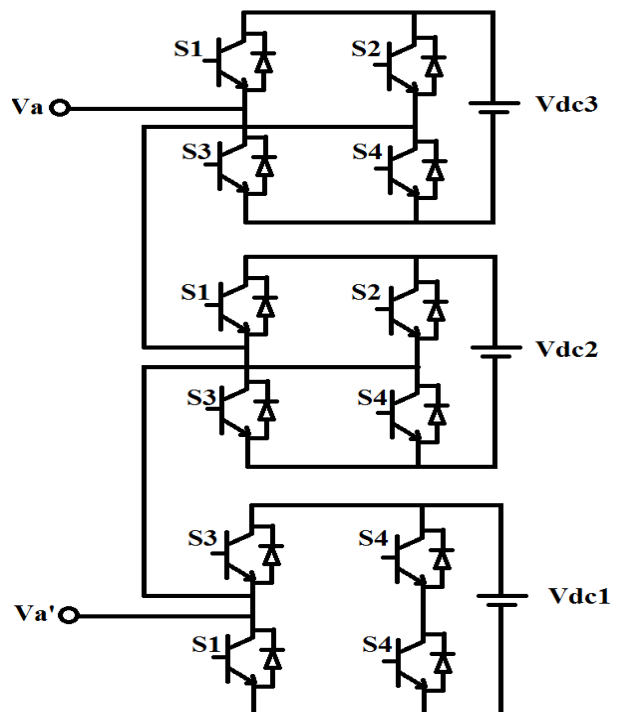 S1 S2
Va Vdc3
S3 S4
S1 S2
Vdc2
S3 S4
S3 S4
Vdc1
Va'
S1 S4